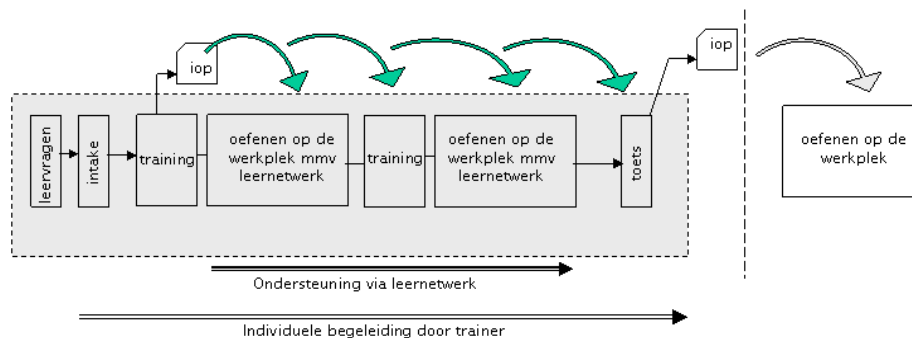 iop
iop
leervragen
intake
training
oefenen op de
werkplek mmv
leernetwerk
training
oefenen op de
werkplek mmv
leernetwerk
toets
oefenen op de
werkplek
Ondersteuning via leernetwerk
Individuele begeleiding door trainer